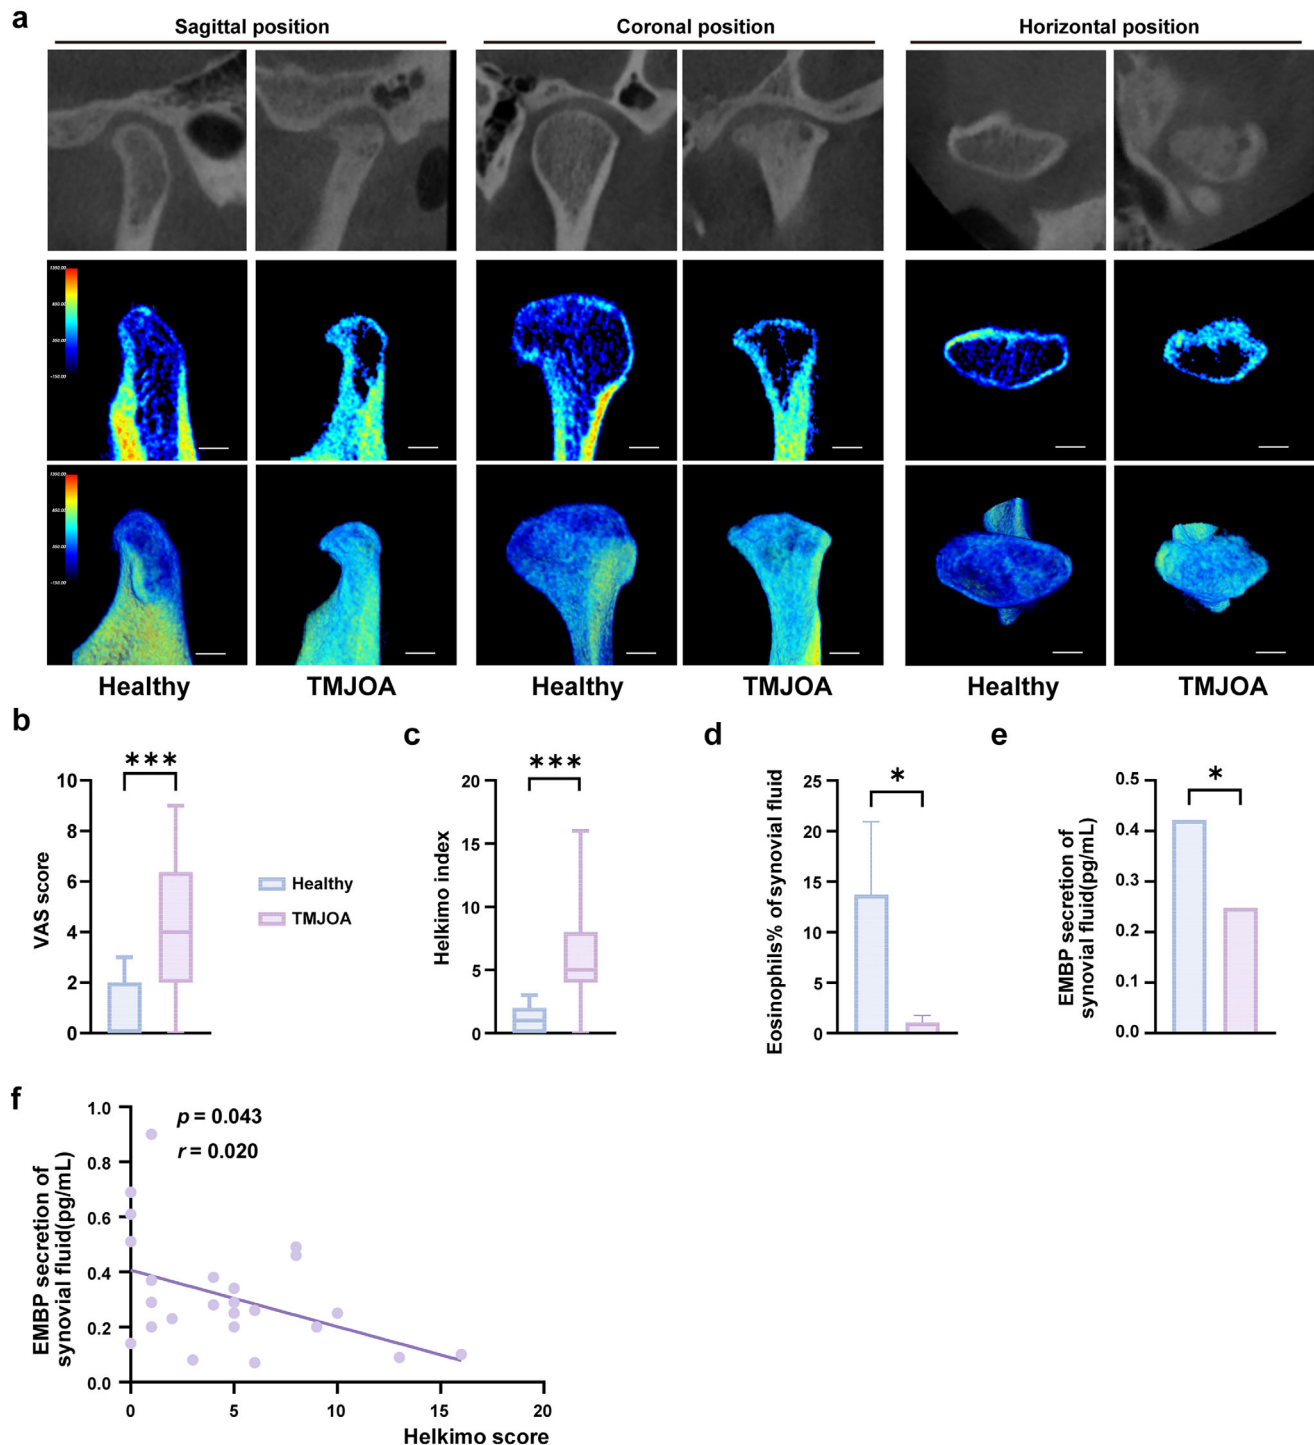 a
Sagittal position
Coronal position
Horizontal position
Healthy
TMJOA
Healthy
TMJOA
Healthy
TMJOA
b
***
10
8
6
4
2
0
VAS score
Healthy
TMJOA
c
***
20
15
10
5
0
Helkimo index
d
*
25
20
15
10
5
0
Eosinophils% of synovial fluid
e
*
0.5
0.4
0.3
0.2
0.1
0.0
EMBP secretion of
synovial fluid(pg/mL)
f
p = 0.043
r = 0.020
1.0
0.8
0.6
0.4
0.2
0.0
EMBP secretion of
synovial fluid(pg/mL)
0 5 10 15 20
Helkimo score